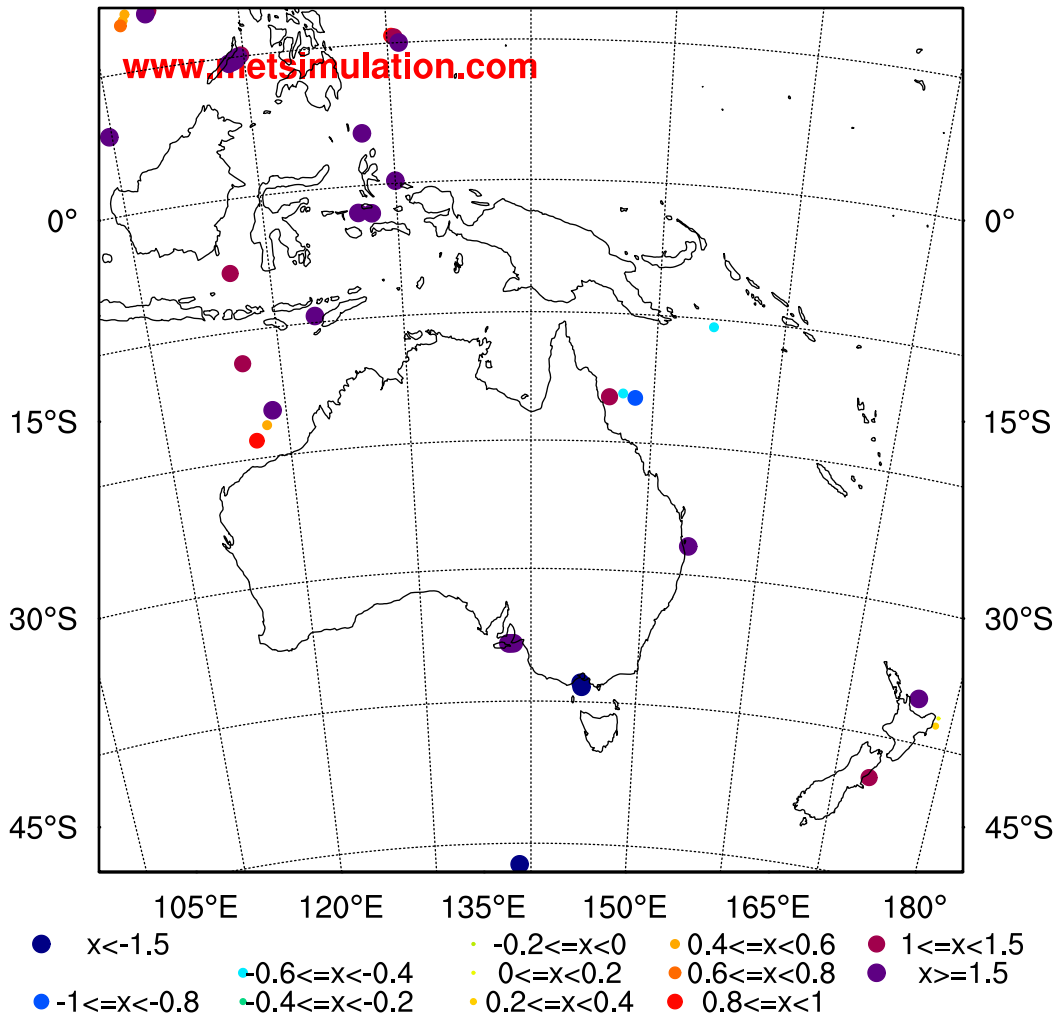 www.metsimulation.com
0° 0°
15°S 15°S
30°S 30°S
45°S 45°S
105°E 120°E 135°E 150°E 165°E 180°
x<-1.5 -0.2<=x<0 0.4<=x<0.6 1<=x<1.5
-0.6<=x<-0.4 0<=x<0.2 0.6<=x<0.8 x>=1.5
-1<=x<-0.8 -0.4<=x<-0.2 0.2<=x<0.4 0.8<=x<1